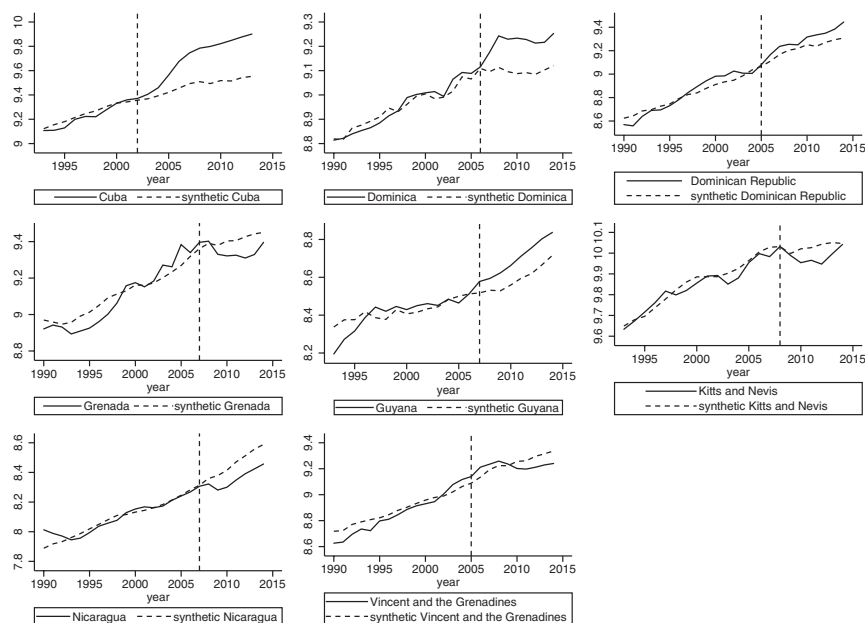 10
9.8
9.6
9.4
9.2
9
1995 2000 2005 2010 2015
year
Cuba synthetic Cuba
9.3
9.2
9.1
9
8.9
8.8
1990 1995 2000 2005 2010 2015
year
Dominica synthetic Dominica
9.4
9.2
9
8.8
8.6
1990 1995 2000 2005 2010 2015
year
Dominican Republic
synthetic Dominican Republic
9.4
9.2
9
8.8
1990 1995 2000 2005 2010 2015
year
Grenada synthetic Grenada
8.8
8.6
8.4
8.2
1995 2000 2005 2010 2015
year
Guyana synthetic Guyana
10.1
10
9.9
9.8
9.7
9.6
1995 2000 2005 2010 2015
year
Kitts and Nevis
synthetic Kitts and Nevis
8.6
8.4
8.2
8
7.8
1990 1995 2000 2005 2010 2015
year
Nicaragua synthetic Nicaragua
9.4
9.2
9
8.8
8.6
1990 1995 2000 2005 2010 2015
year
Vincent and the Grenadines
synthetic Vincent and the Grenadines